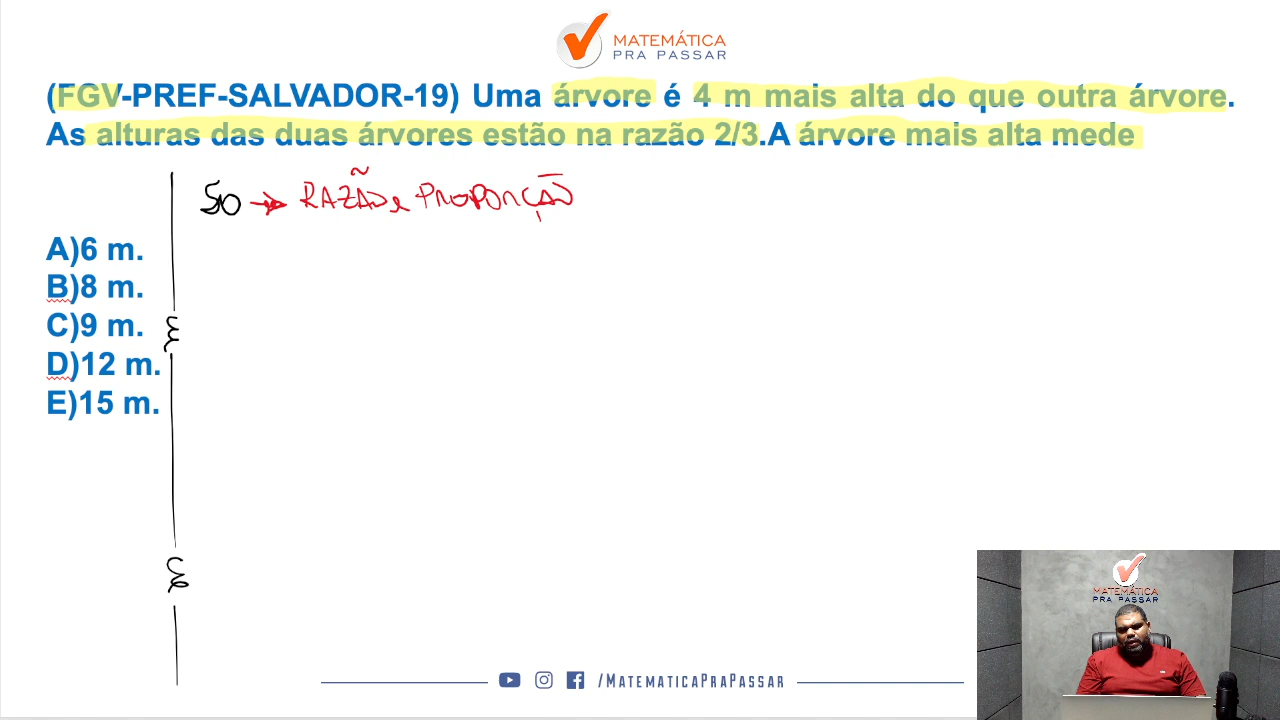 MATEMÁTICA
PRA PASSAR
(FGV-PREF-SALVADOR-19) Uma árvore é 4 m mais alta do que outra árvore.
As alturas das duas árvores estão na razão 2/3.A árvore mais alta mede
→ RAZÃO e PROPORÇÃO
A)6 m.
B)8 m.
C)9 m.
D)12 m.
E)15 m.
MATEMÁTICA
PRA PASSAR
/MATEMATICAPRAPASSAR